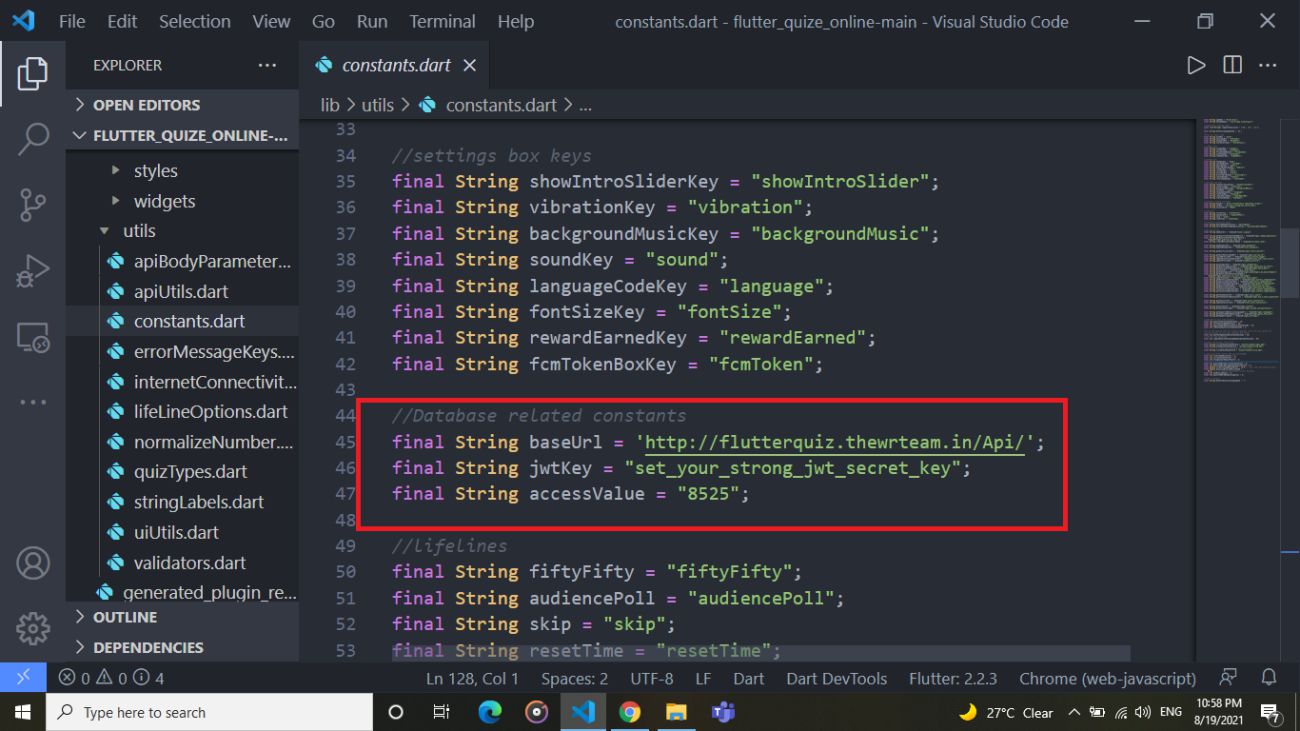 File Edit Selection View Go Run Terminal Help constants.dart - flutter_quize_online-main - Visual Studio Code
EXPLORER
OPEN EDITORS
FLUTTER_QUIZE_ONLINE-...
styles
widgets
utils
apiBodyParameter...
apiUtils.dart
constants.dart
errorMessageKeys....
internetConnectivit...
lifeLineOptions.dart
normalizeNumber....
quizTypes.dart
stringLabels.dart
uiUtils.dart
validators.dart
generated_plugin_re...
OUTLINE
DEPENDENCIES
constants.dart
lib > utils > constants.dart > ...
33
34 //settings box keys
35 final String showIntroSliderKey = "showIntroSlider";
36 final String vibrationKey = "vibration";
37 final String backgroundMusicKey = "backgroundMusic";
38 final String soundKey = "sound";
39 final String languageCodeKey = "language";
40 final String fontSizeKey = "fontSize";
41 final String rewardEarnedKey = "rewardEarned";
42 final String fcmTokenBoxKey = "fcmToken";
43
44 //Database related constants
45 final String baseUrl = 'http://flutterquiz.thewrteam.in/Api/';
46 final String jwtKey = "set_your_strong_jwt_secret_key";
47 final String accessValue = "8525";
48
49 //lifelines
50 final String fiftyFifty = "fiftyFifty";
51 final String audiencePoll = "audiencePoll";
52 final String skip = "skip";
53 final String resetTime = "resetTime";
0 0 4 Ln 128, Col 1 Spaces: 2 UTF-8 LF Dart Dart DevTools Flutter: 2.2.3 Chrome (web-javascript)
Type here to search
27°C Clear ENG
10:58 PM
8/19/2021
7